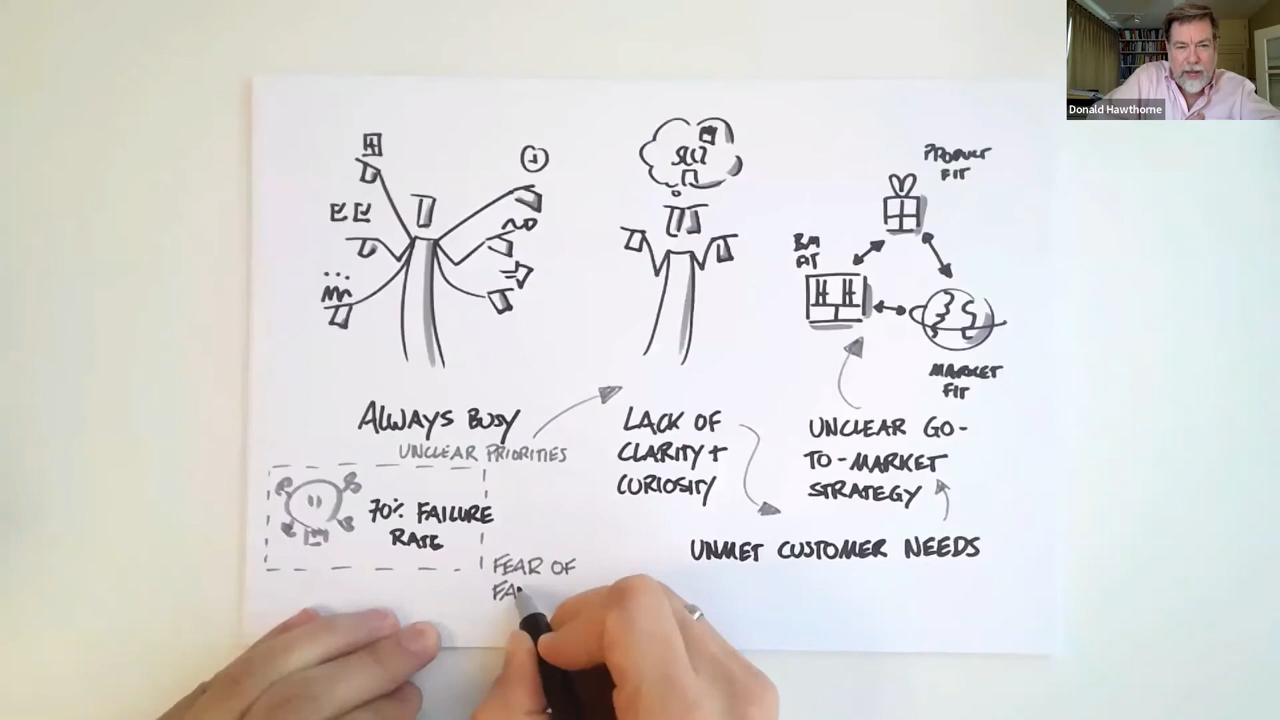 Donald Hawthorne
PRODUCT
FIT
BM
FIT
MARKET
FIT
ALWAYS BUSY
UNCLEAR PRIORITIES
LACK OF
CLARITY +
CURIOSITY
UNCLEAR GO-
TO-MARKET
STRATEGY
70% FAILURE
RATE
UNMET CUSTOMER NEEDS
FEAR OF
FA